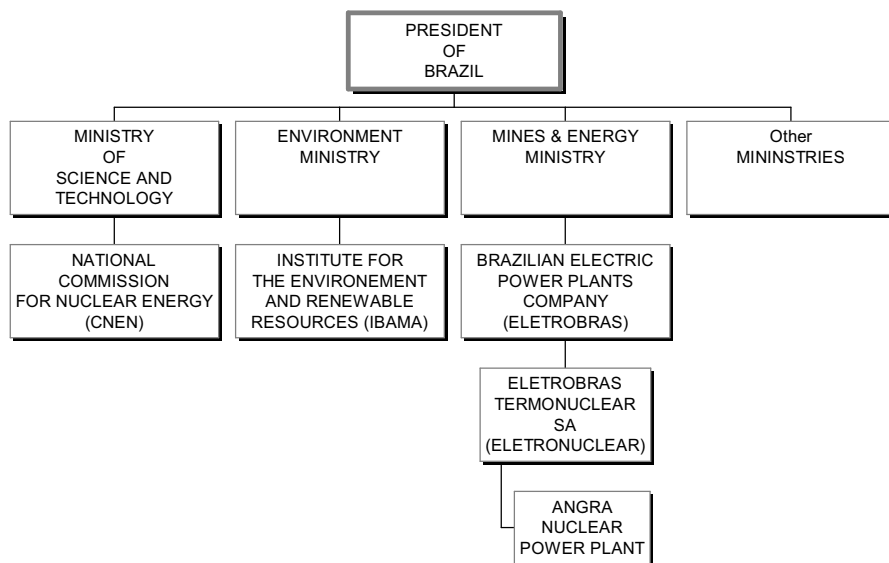 PRESIDENT
OF
BRAZIL
MINISTRY
OF
SCIENCE AND
TECHNOLOGY
ENVIRONMENT
MINISTRY
MINES & ENERGY
MINISTRY
Other
MININSTRIES
NATIONAL
COMMISSION
FOR NUCLEAR ENERGY
(CNEN)
INSTITUTE FOR
THE ENVIRONEMENT
AND RENEWABLE
RESOURCES (IBAMA)
BRAZILIAN ELECTRIC
POWER PLANTS
COMPANY
(ELETROBRAS)
ELETROBRAS
TERMONUCLEAR
SA
(ELETRONUCLEAR)
ANGRA
NUCLEAR
POWER PLANT